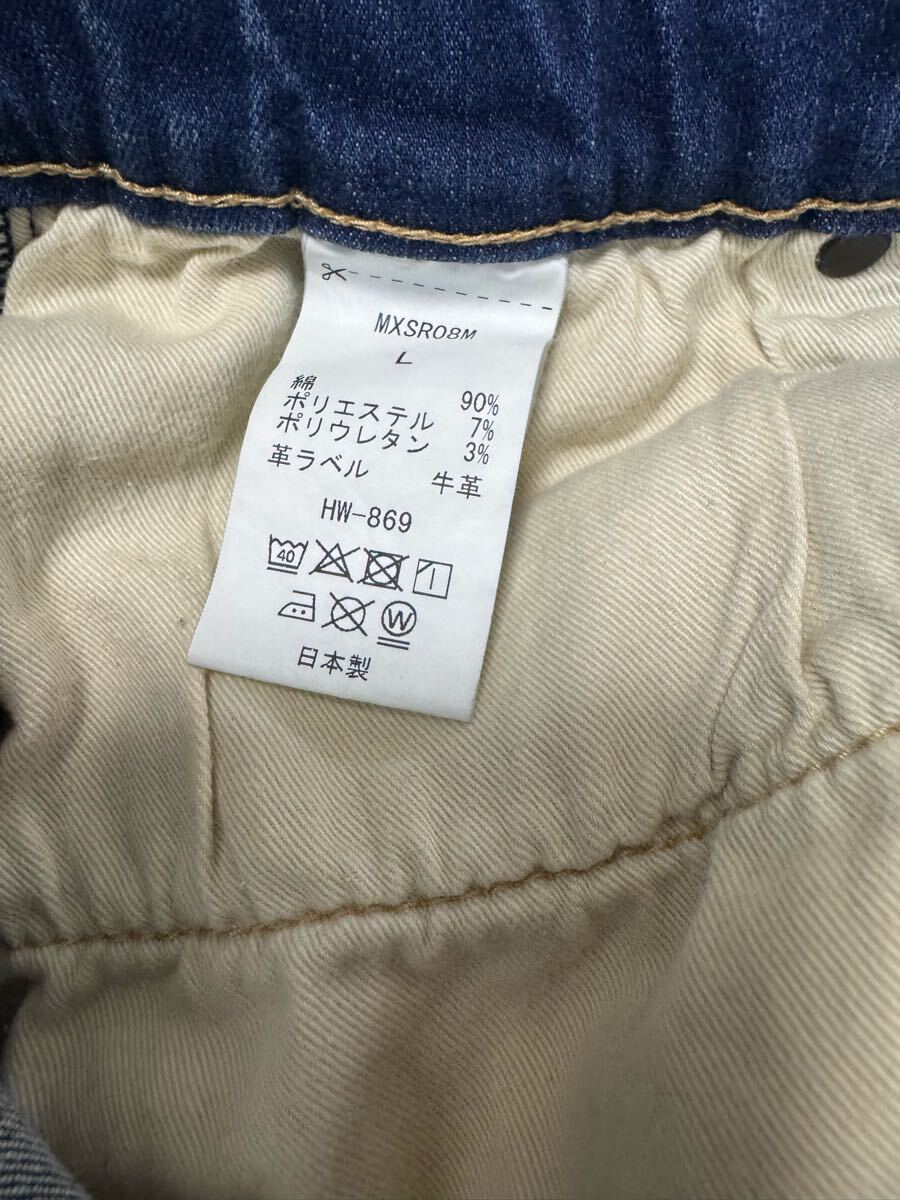 MXSR08M
L
綿 90%
ポリエステル 7%
ポリウレタン 3%
革ラベル 牛革
HW-869
40
W
日本製